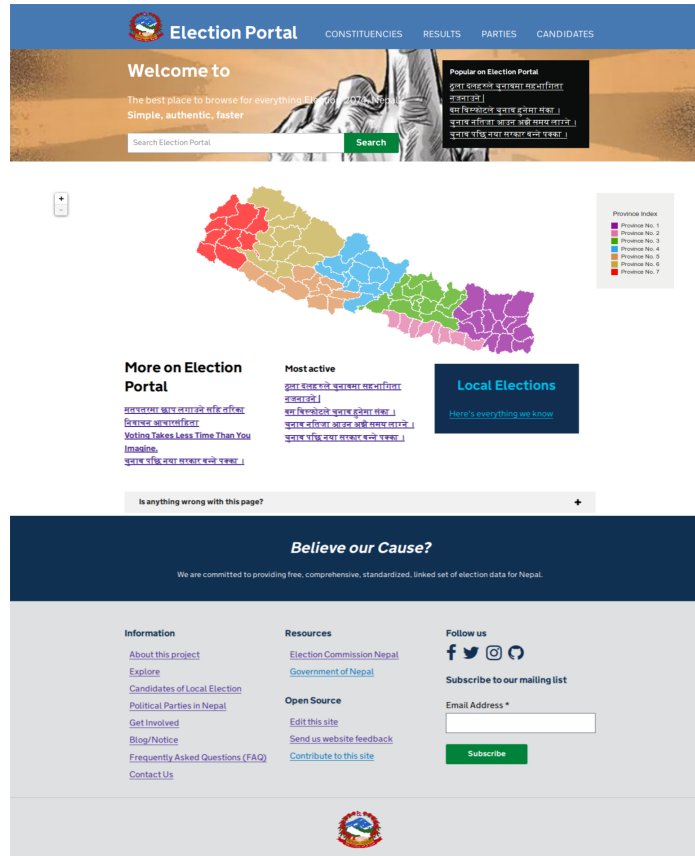 Election Portal
CONSTITUENCIES RESULTS PARTIES CANDIDATES
Welcome to
The best place to browse for everything Election 2074, Nepal
Simple, authentic, faster
Search Election Portal
Search
Popular on Election Portal
ठुला दलहरुले चुनावमा सहभागिता
नजनाउने |
बम विस्फोटले चुनाव हुनेमा संका ।
चुनाव नतिजा आउन अझै समय लाग्ने ।
चुनाव पछि नया सरकार बन्ने पक्का ।
+
-
Province Index
Province No. 1
Province No. 2
Province No. 3
Province No. 4
Province No. 5
Province No. 6
Province No. 7
More on Election
Portal
मतपतरमा छाप लगाउने सहि तरिका
निवाचन आचारसंहिता
Voting Takes Less Time Than You
Imagine.
चुनाव पछि नया सरकार बन्ने पक्का ।
Most active
ठुला दलहरुले चुनावमा सहभागिता
नजनाउने |
बम विस्फोटले चुनाव हुनेमा संका ।
चुनाव नतिजा आउन अझै समय लाग्ने ।
चुनाव पछि नया सरकार बन्ने पक्का ।
Local Elections
Here's everything we know
Is anything wrong with this page? +
Believe our Cause?
We are committed to providing free, comprehensive, standardized, linked set of election data for Nepal.
Information
About this project
Explore
Candidates of Local Election
Political Parties in Nepal
Get Involved
Blog/Notice
Frequently Asked Questions (FAQ)
Contact Us
Resources
Election Commission Nepal
Government of Nepal
Open Source
Edit this site
Send us website feedback
Contribute to this site
Follow us
Subscribe to our mailing list
Email Address *
Subscribe